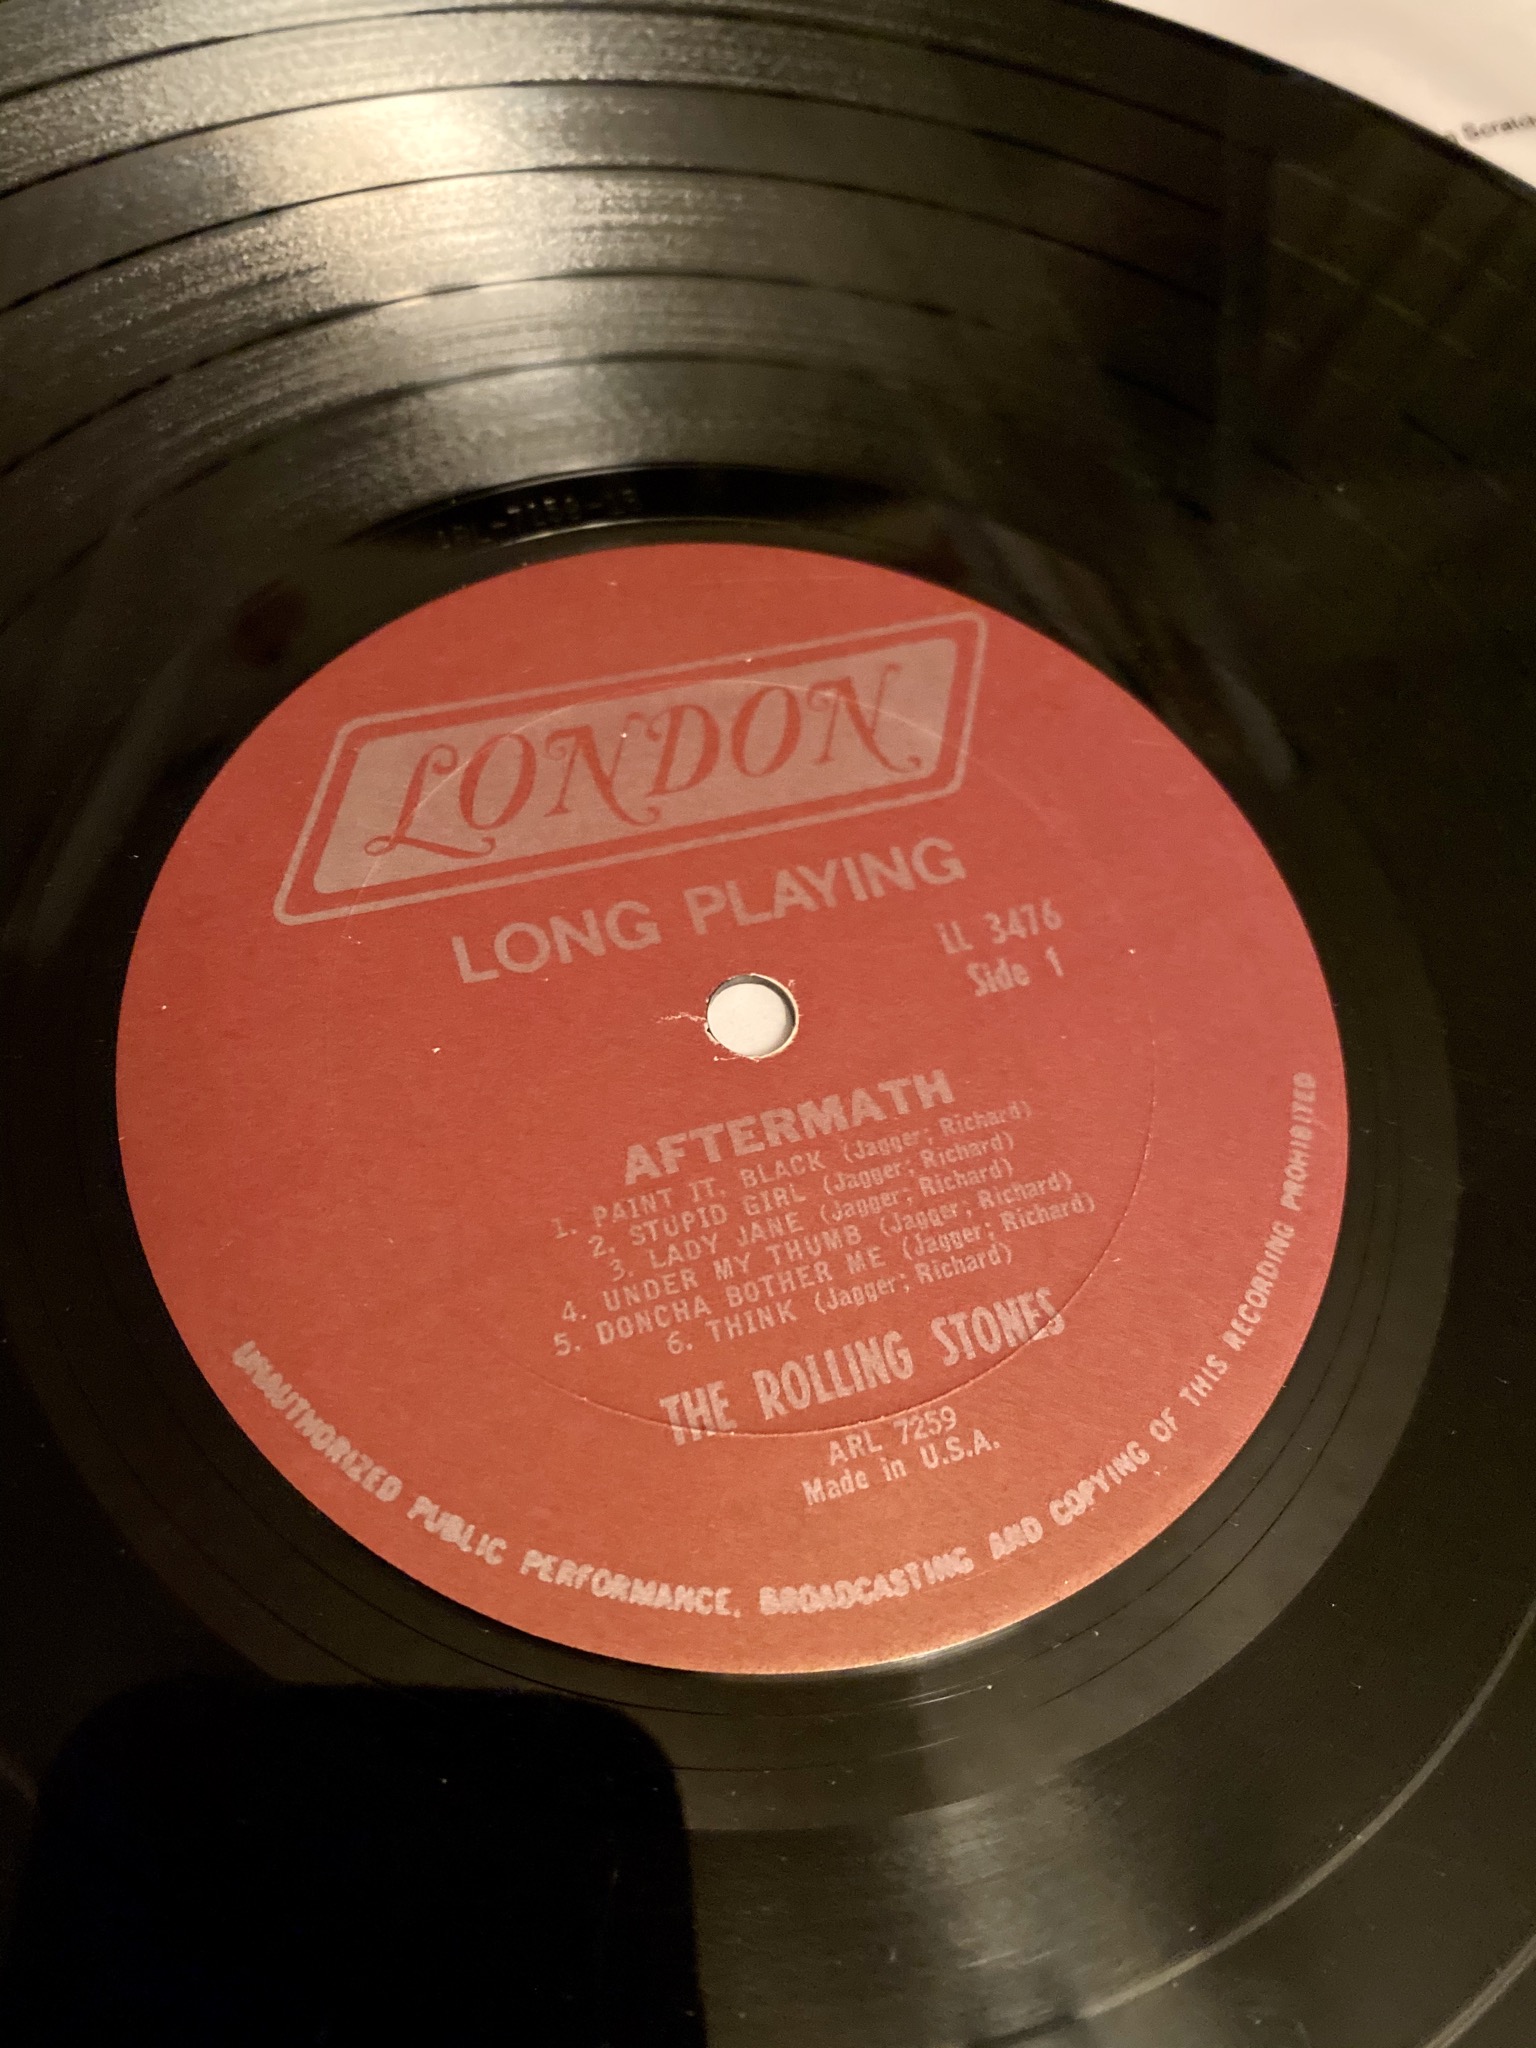 Scratch
7259
LONDON
LONG PLAYING
LL 3476
Side 1
AFTERMATH
1. PAINT IT, BLACK (Jagger; Richard)
2. STUPID GIRL (Jagger; Richard)
3. LADY JANE (Jagger; Richard)
4. UNDER MY THUMB (Jagger; Richard)
5. DONCHA BOTHER ME (Jagger; Richard)
6. THINK (Jagger; Richard)
THE ROLLING STONES
ARL 7259
Made in U.S.A.
UNAUTHORIZED PUBLIC PERFORMANCE, BROADCASTING AND COPYING OF THIS RECORDING PROHIBITED